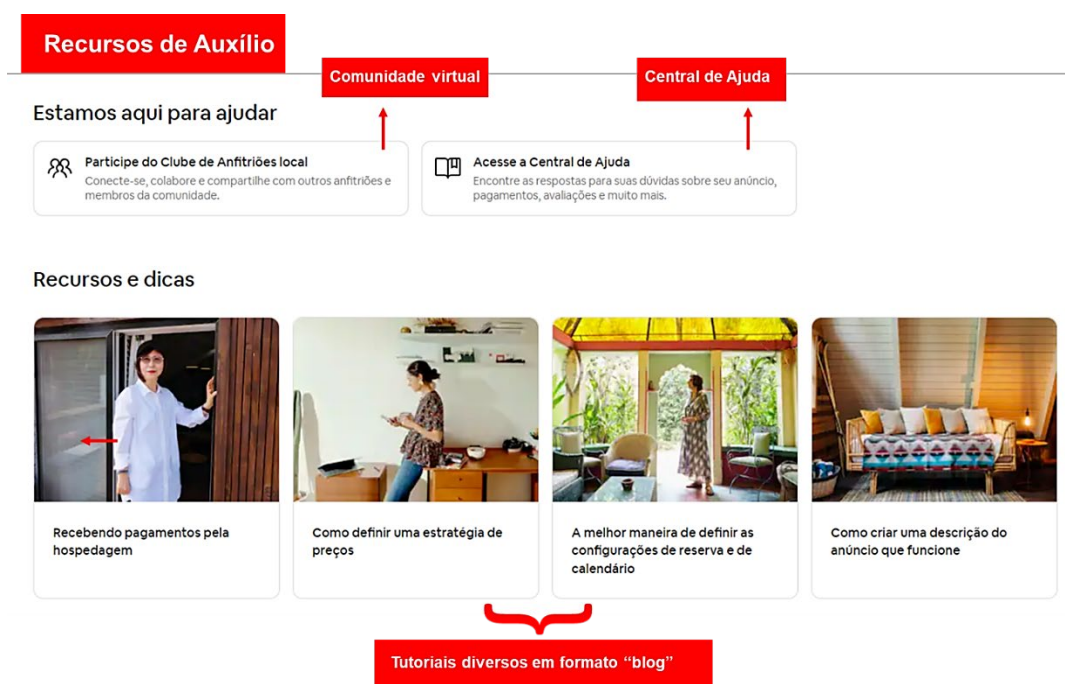 Recursos de Auxílio
Comunidade virtual
Central de Ajuda
Estamos aqui para ajudar
Participe do Clube de Anfitriões local
Conecte-se, colabore e compartilhe com outros anfitriões e
membros da comunidade.
Acesse a Central de Ajuda
Encontre as respostas para suas dúvidas sobre seu anúncio,
pagamentos, avaliações e muito mais.
Recursos e dicas
Recebendo pagamentos pela
hospedagem
Como definir uma estratégia de
preços
A melhor maneira de definir as
configurações de reserva e de
calendário
Como criar uma descrição do
anúncio que funcione
Tutoriais diversos em formato “blog”